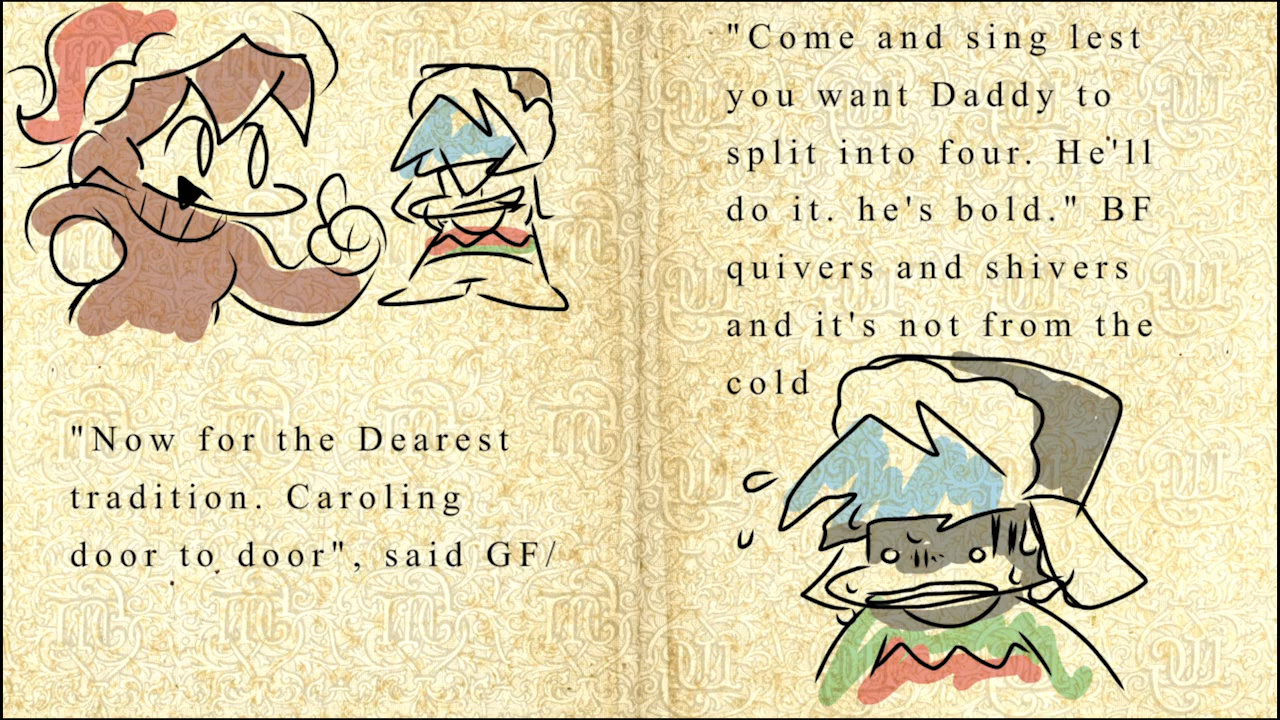 "Now for the Dearest
tradition. Caroling
door to door", said GF/
"Come and sing lest
you want Daddy to
split into four. He'll
do it. he's bold." BF
quivers and shivers
and it's not from the
cold